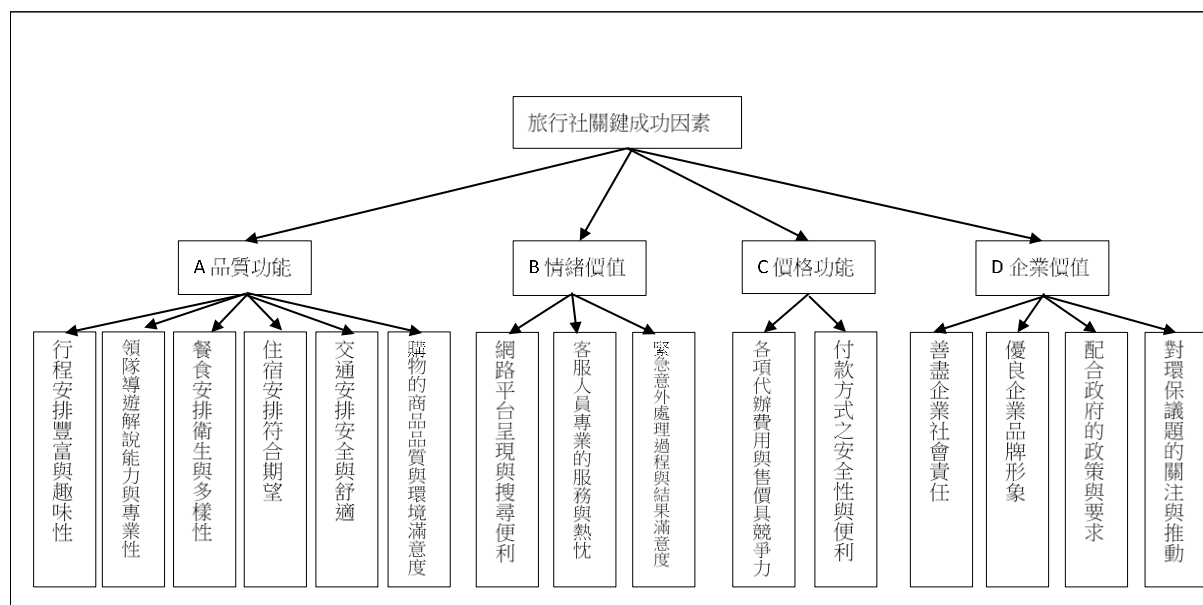 旅行社關鍵成功因素
A 品質功能
B 情緒價值
C 價格功能
D 企業價值
行程安排豐富與趣味性
領隊導遊解說能力與專業性
餐食安排衛生與多樣性
住宿安排符合期望
交通安排安全與舒適
購物的商品品質與環境滿意度
網路平台呈現與搜尋便利
客服人員專業的服務與熱忱
緊急意外處理過程與結果滿意度
各項代辦費用與售價具競爭力
付款方式之安全性與便利
善盡企業社會責任
優良企業品牌形象
配合政府的政策與要求
對環保議題的關注與推動